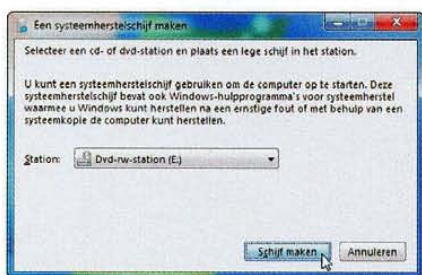 Een systeemherstelschijf maken
Selecteer een cd- of dvd-station en plaats een lege schijf in het station.
U kunt een systeemherstelschijf gebruiken om de computer op te starten. Deze
systeemherstelschijf bevat ook Windows-hulpprogramma's voor systeemherstel
waarmee u Windows kunt herstellen na een ernstige fout of met behulp van een
systeemkopie de computer kunt herstellen.
Station: Dvd-rw-station (E:)
Schijf maken Annuleren